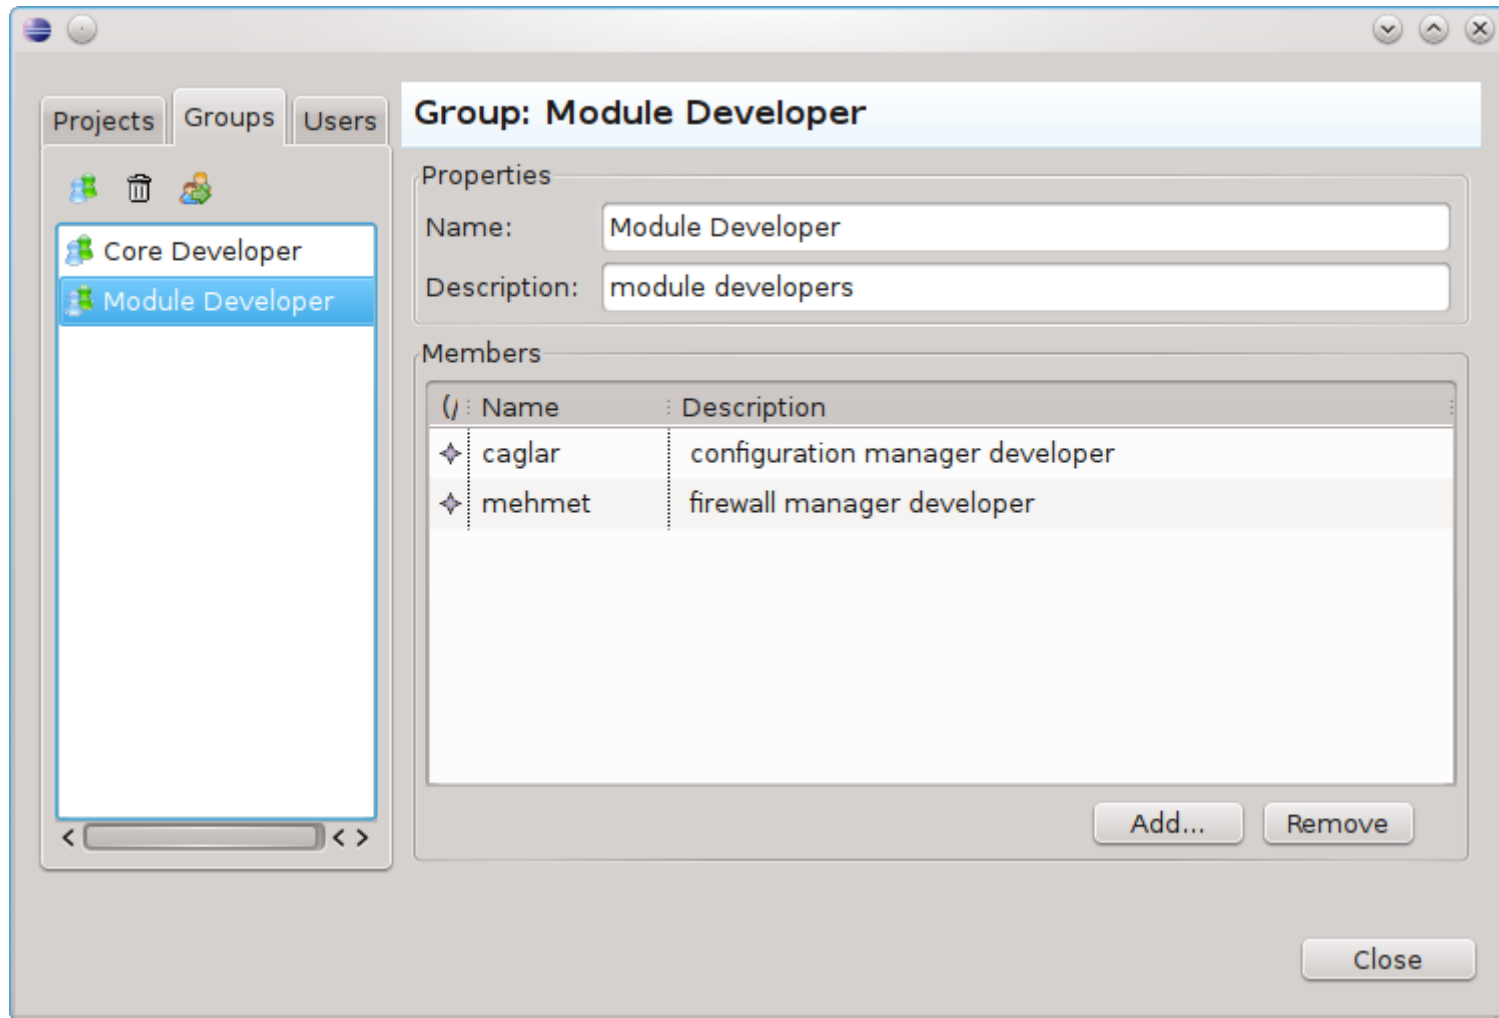 Projects Groups Users
Group: Module Developer
Core Developer
Module Developer
Properties
Name: Module Developer
Description: module developers
Members
(/ Name Description
caglar configuration manager developer
mehmet firewall manager developer
Add... Remove
Close